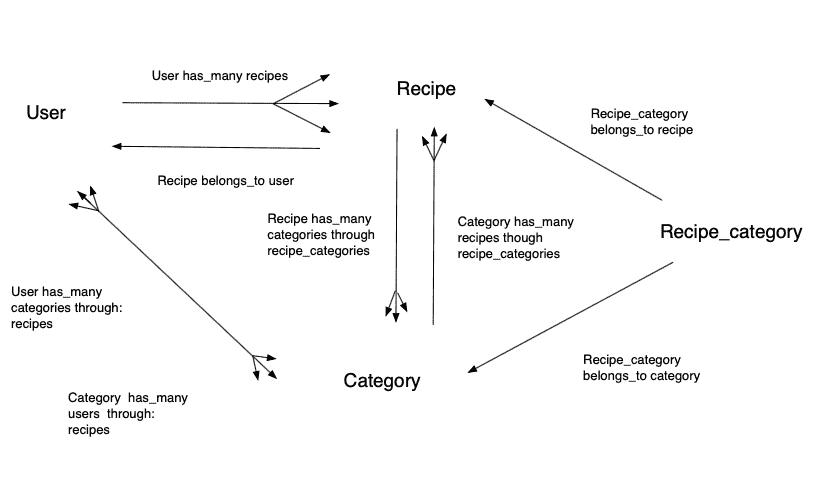 User has_many recipes
Recipe
User
Recipe_category
belongs_to recipe
Recipe belongs_to user
Recipe has_many
categories through
recipe_categories
Category has_many
recipes though
recipe_categories
Recipe_category
User has_many
categories through:
recipes
Category
Recipe_category
belongs_to category
Category has_many
users through:
recipes